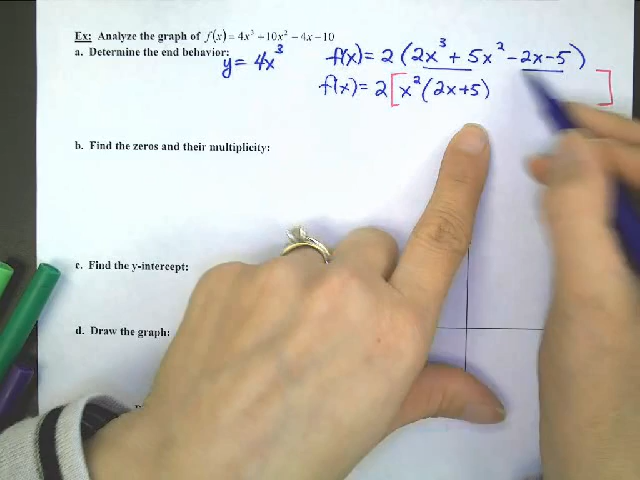 Ex: Analyze the graph of f(x) = 4x³ + 10x² − 4x − 10
a. Determine the end behavior:
y = 4x³
f(x) = 2 (2x³ + 5x² − 2x − 5)
f(x) = 2 [x² (2x+5) ]
b. Find the zeros and their multiplicity:
c. Find the y-intercept:
d. Draw the graph: